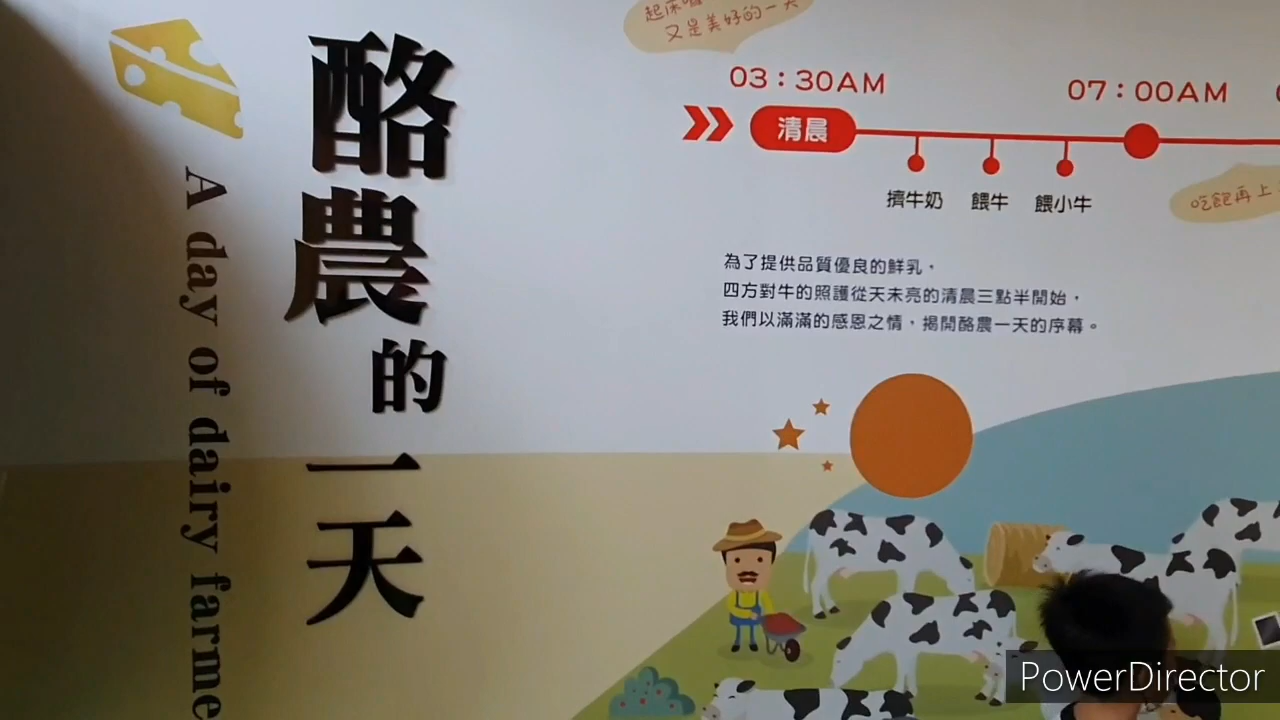 酪農的一天
A day of dairy farme
起床囉
又是美好的一天
03:30AM
07:00AM
清晨
擠牛奶
餵牛
餵小牛
吃飽再上
為了提供品質優良的鮮乳,
四方對牛的照護從天未亮的清晨三點半開始,
我們以滿滿的感恩之情,揭開酪農一天的序幕。
PowerDirector